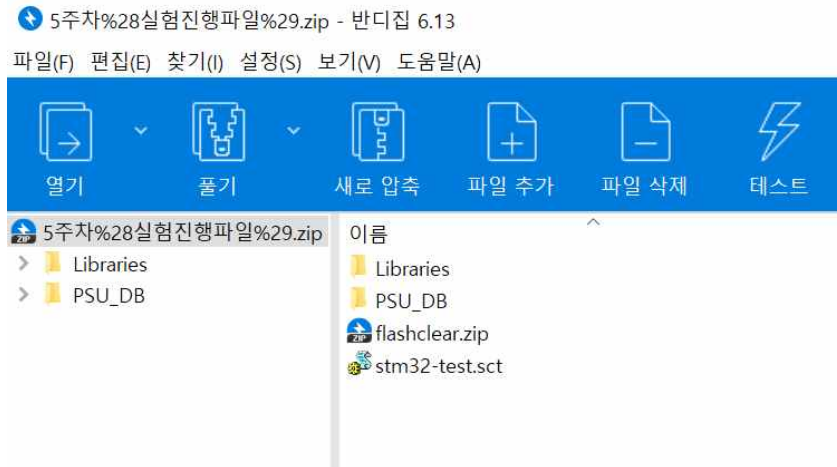 5주차%28실험진행파일%29.zip - 반디집 6.13
파일(F) 편집(E) 찾기(I) 설정(S) 보기(V) 도움말(A)
열기 풀기 새로 압축 파일 추가 파일 삭제 테스트
5주차%28실험진행파일%29.zip
Libraries
PSU_DB
이름
Libraries
PSU_DB
flashclear.zip
stm32-test.sct